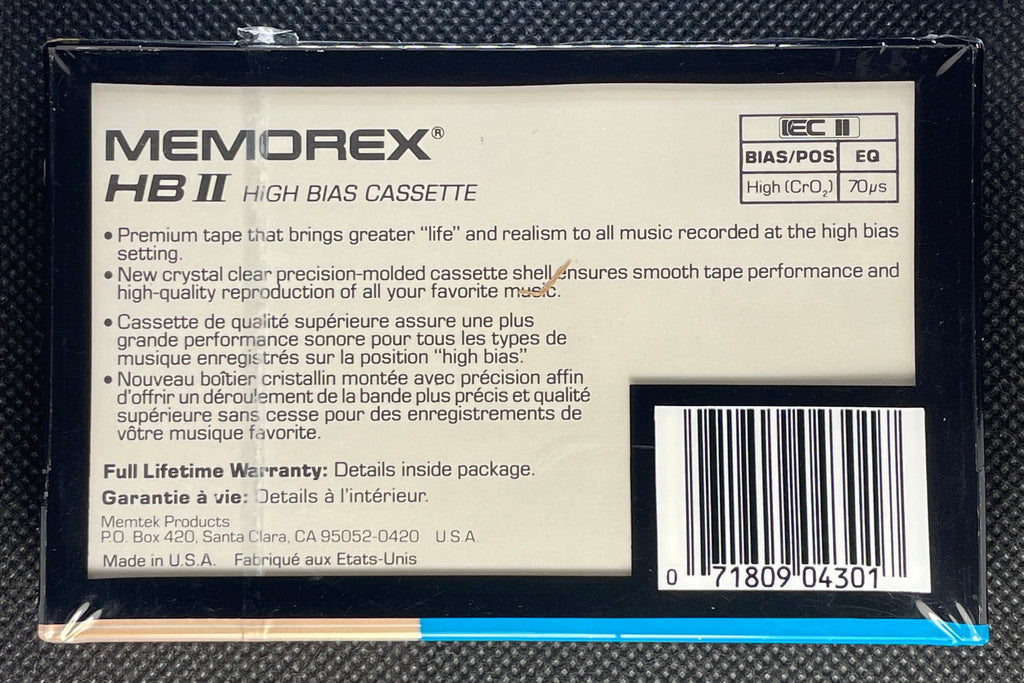 MEMOREX®
HB II HIGH BIAS CASSETTE
IEC II
BIAS/POS EQ
High (CrO₂) 70µs
• Premium tape that brings greater “life” and realism to all music recorded at the high bias
setting.
• New crystal clear precision-molded cassette shell ensures smooth tape performance and
high-quality reproduction of all your favorite music.
• Cassette de qualité supérieure assure une plus
grande performance sonore pour tous les types de
musique enregistrés sur la position “high bias.”
• Nouveau boîtier cristallin montée avec précision affin
d’offrir un déroulement de la bande plus précis et qualité
supérieure sans cesse pour des enregistrements de
vôtre musique favorite.
Full Lifetime Warranty: Details inside package.
Garantie à vie: Details à l’intérieur.
Memtek Products
P.O. Box 420, Santa Clara, CA 95052-0420 U.S.A.
Made in U.S.A. Fabriqué aux Etats-Unis
0 71809 04301